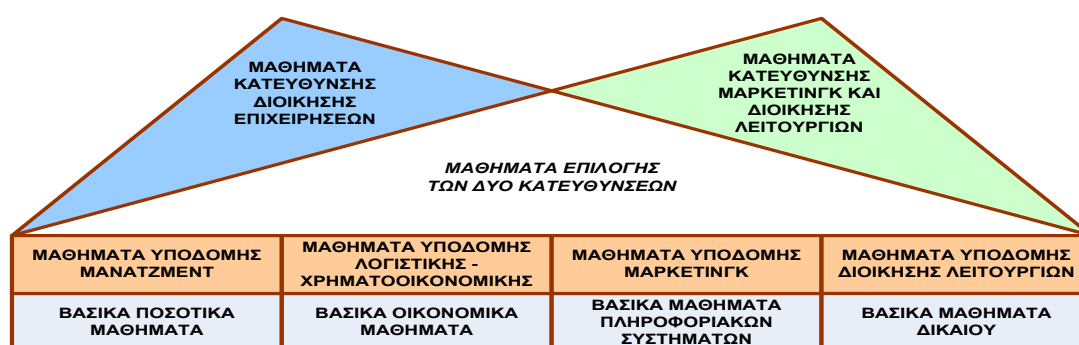 ΜΑΘΗΜΑΤΑ
ΚΑΤΕΥΘΥΝΣΗΣ
ΔΙΟΙΚΗΣΗΣ
ΕΠΙΧΕΙΡΗΣΕΩΝ
ΜΑΘΗΜΑΤΑ
ΚΑΤΕΥΘΥΝΣΗΣ
ΜΑΡΚΕΤΙΝΓΚ ΚΑΙ
ΔΙΟΙΚΗΣΗΣ
ΛΕΙΤΟΥΡΓΙΩΝ
ΜΑΘΗΜΑΤΑ ΕΠΙΛΟΓΗΣ
ΤΩΝ ΔΥΟ ΚΑΤΕΥΘΥΝΣΕΩΝ
ΜΑΘΗΜΑΤΑ ΥΠΟΔΟΜΗΣ
ΜΑΝΑΤΖΜΕΝΤ
ΜΑΘΗΜΑΤΑ ΥΠΟΔΟΜΗΣ
ΛΟΓΙΣΤΙΚΗΣ -
ΧΡΗΜΑΤΟΟΙΚΟΝΟΜΙΚΗΣ
ΜΑΘΗΜΑΤΑ ΥΠΟΔΟΜΗΣ
ΜΑΡΚΕΤΙΝΓΚ
ΜΑΘΗΜΑΤΑ ΥΠΟΔΟΜΗΣ
ΔΙΟΙΚΗΣΗΣ ΛΕΙΤΟΥΡΓΙΩΝ
ΒΑΣΙΚΑ ΠΟΣΟΤΙΚΑ
ΜΑΘΗΜΑΤΑ
ΒΑΣΙΚΑ ΟΙΚΟΝΟΜΙΚΑ
ΜΑΘΗΜΑΤΑ
ΒΑΣΙΚΑ ΜΑΘΗΜΑΤΑ
ΠΛΗΡΟΦΟΡΙΑΚΩΝ
ΣΥΣΤΗΜΑΤΩΝ
ΒΑΣΙΚΑ ΜΑΘΗΜΑΤΑ
ΔΙΚΑΙΟΥ